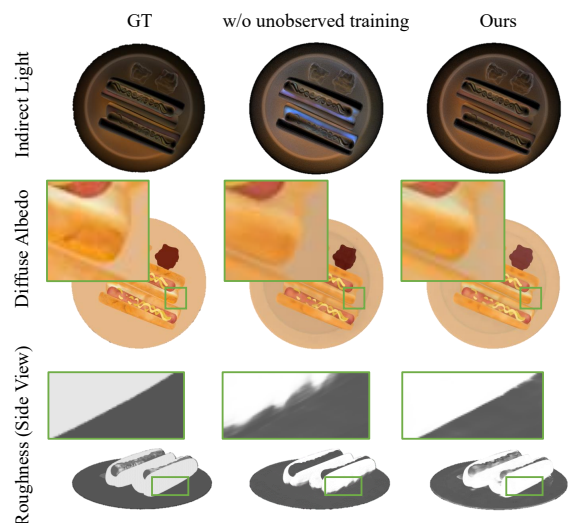 GT
w/o unobserved training
Ours
Indirect Light
Diffuse Albedo
Roughness (Side View)